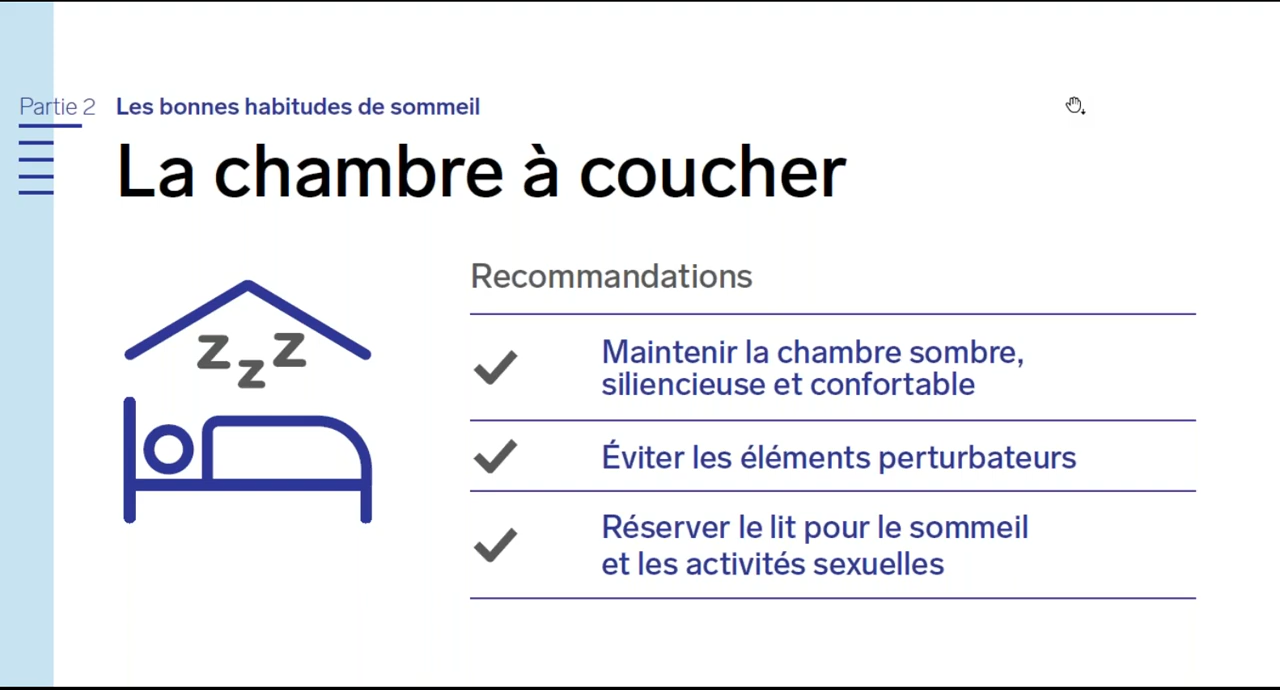 Partie 2 Les bonnes habitudes de sommeil
La chambre à coucher
z z z
Recommandations
Maintenir la chambre sombre,
siliencieuse et confortable
Éviter les éléments perturbateurs
Réserver le lit pour le sommeil
et les activités sexuelles